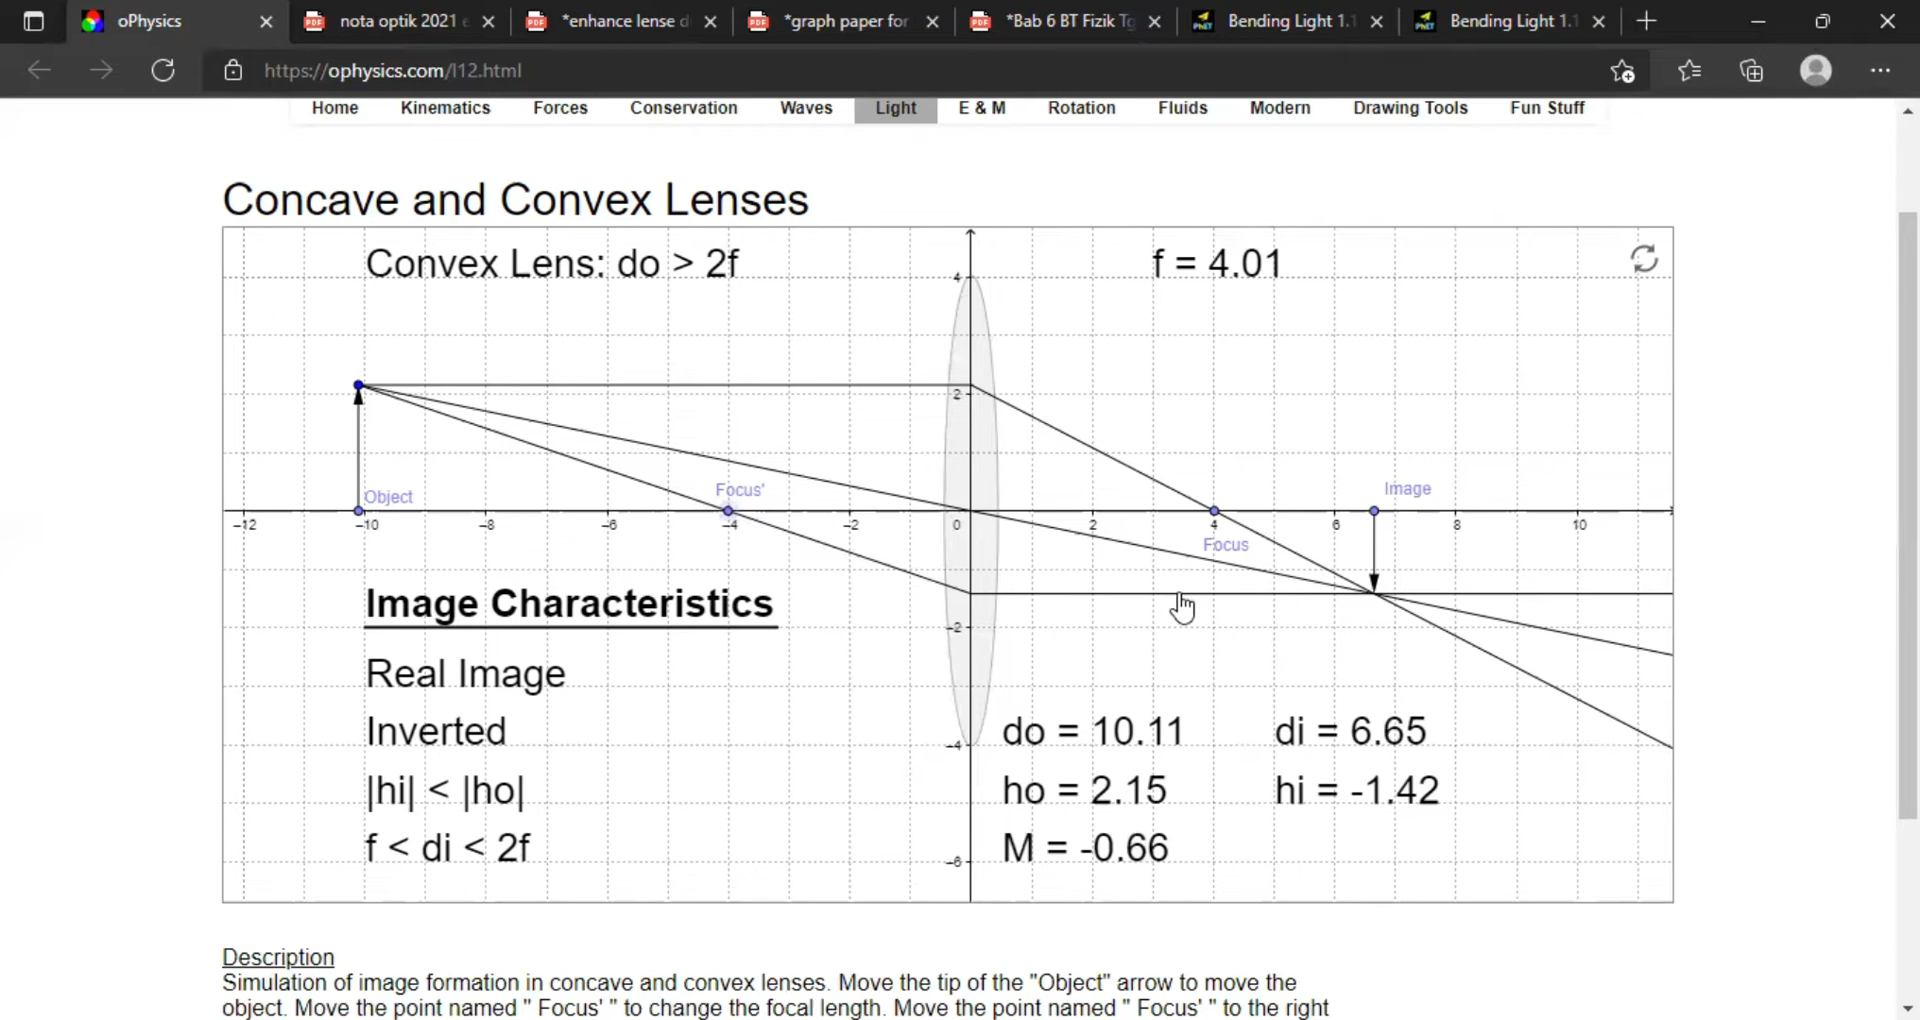 oPhysics
nota optik 2021 e
*enhance lense d
*graph paper for
*Bab 6 BT Fizik Tg
Bending Light 1.1
Bending Light 1.1
https://ophysics.com/l12.html
Home Kinematics Forces Conservation Waves Light E & M Rotation Fluids Modern Drawing Tools Fun Stuff
Concave and Convex Lenses
Convex Lens: do > 2f
f = 4.01
4
2
Focus'
Object
Image
-12 -10 -8 -6 -4 -2 0 2 4 6 8 10
Focus
Image Characteristics
-2
Real Image
Inverted
do = 10.11
di = 6.65
-4
|hi| < |ho|
ho = 2.15
hi = -1.42
f < di < 2f
M = -0.66
-6
Description
Simulation of image formation in concave and convex lenses. Move the tip of the "Object" arrow to move the
object. Move the point named " Focus' " to change the focal length. Move the point named " Focus' " to the right